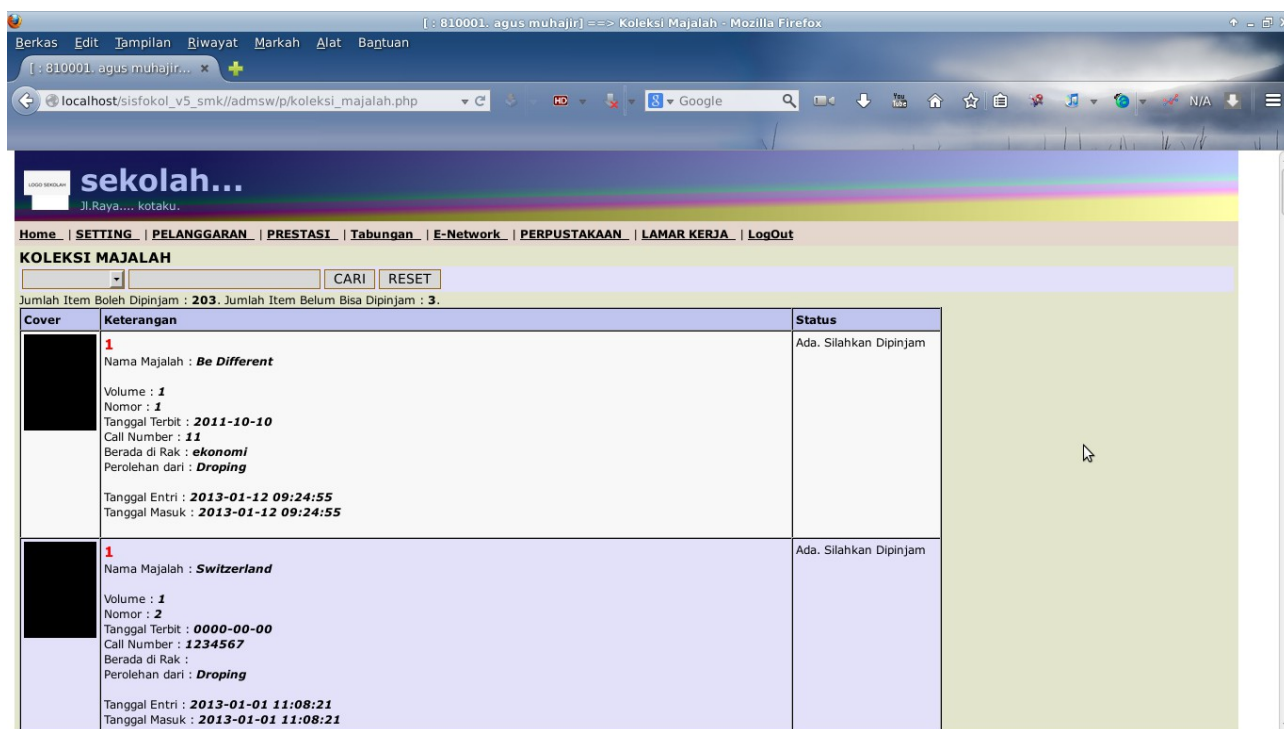 [ : 810001. agus muhajir] ==> Koleksi Majalah - Mozilla Firefox
Berkas Edit Tampilan Riwayat Markah Alat Bantuan
[ : 810001. agus muhajir...
localhost/sisfokol_v5_smk//admsw/p/koleksi_majalah.php HD 8 Google You Tube N/A
LOGO SEKOLAH
sekolah...
Jl.Raya.... kotaku.
Home | SETTING | PELANGGARAN | PRESTASI | Tabungan | E-Network | PERPUSTAKAAN | LAMAR KERJA | LogOut
KOLEKSI MAJALAH
CARI RESET
Jumlah Item Boleh Dipinjam : 203. Jumlah Item Belum Bisa Dipinjam : 3.
Cover Keterangan Status
1 Ada. Silahkan Dipinjam
Nama Majalah : Be Different
Volume : 1
Nomor : 1
Tanggal Terbit : 2011-10-10
Call Number : 11
Berada di Rak : ekonomi
Perolehan dari : Droping
Tanggal Entri : 2013-01-12 09:24:55
Tanggal Masuk : 2013-01-12 09:24:55
1 Ada. Silahkan Dipinjam
Nama Majalah : Switzerland
Volume : 1
Nomor : 2
Tanggal Terbit : 0000-00-00
Call Number : 1234567
Berada di Rak :
Perolehan dari : Droping
Tanggal Entri : 2013-01-01 11:08:21
Tanggal Masuk : 2013-01-01 11:08:21